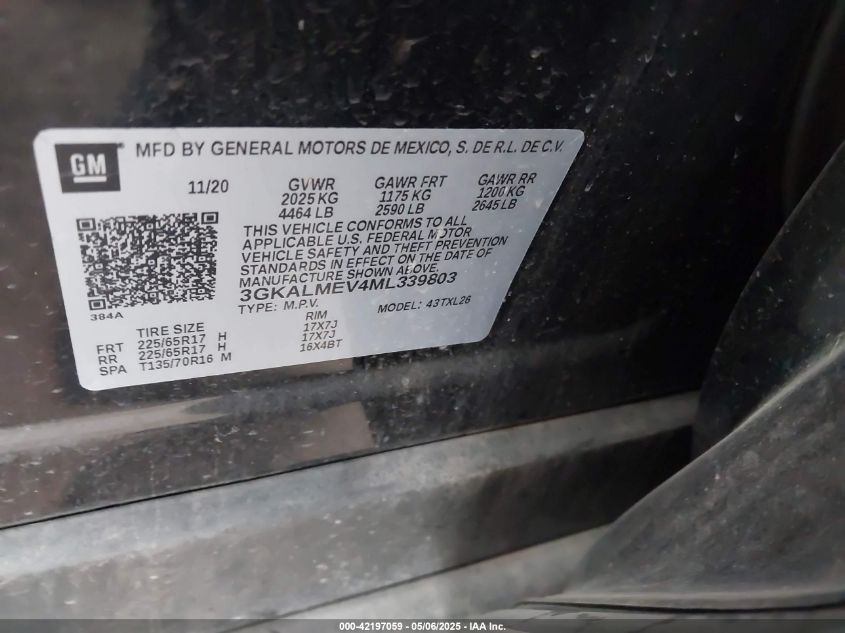 GM MFD BY GENERAL MOTORS DE MEXICO, S. DE R.L. DE C.V.
11/20 GVWR GAWR FRT GAWR RR
2025 KG 1175 KG 1200 KG
4464 LB 2590 LB 2645 LB
THIS VEHICLE CONFORMS TO ALL
APPLICABLE U.S. FEDERAL MOTOR
VEHICLE SAFETY AND THEFT PREVENTION
STANDARDS IN EFFECT ON THE DATE OF
MANUFACTURE SHOWN ABOVE.
3GKALMEV4ML339803
384A TYPE: M.P.V. MODEL: 43TXL26
TIRE SIZE RIM
FRT 225/65R17 H 17X7J
RR 225/65R17 H 17X7J
SPA T135/70R16 M 16X4BT
000-42197059 — 05/06/2025 — IAA Inc.